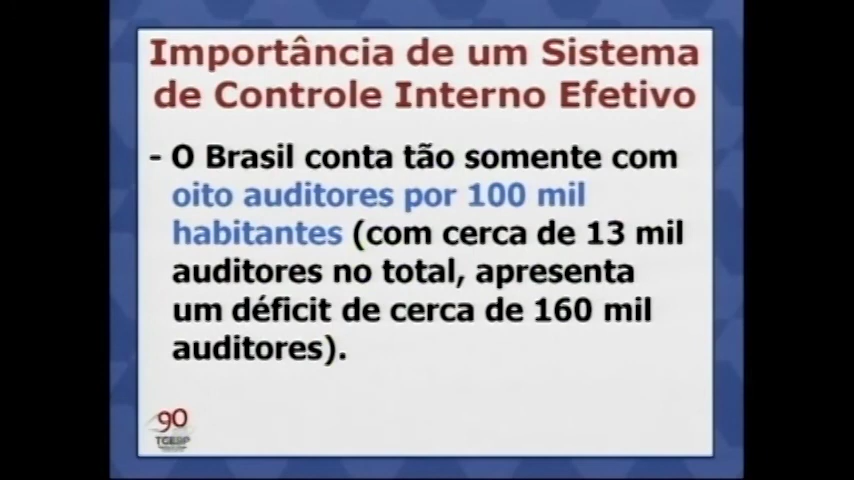 Importância de um Sistema
de Controle Interno Efetivo
- O Brasil conta tão somente com
oito auditores por 100 mil
habitantes (com cerca de 13 mil
auditores no total, apresenta
um déficit de cerca de 160 mil
auditores).
90
TCESP